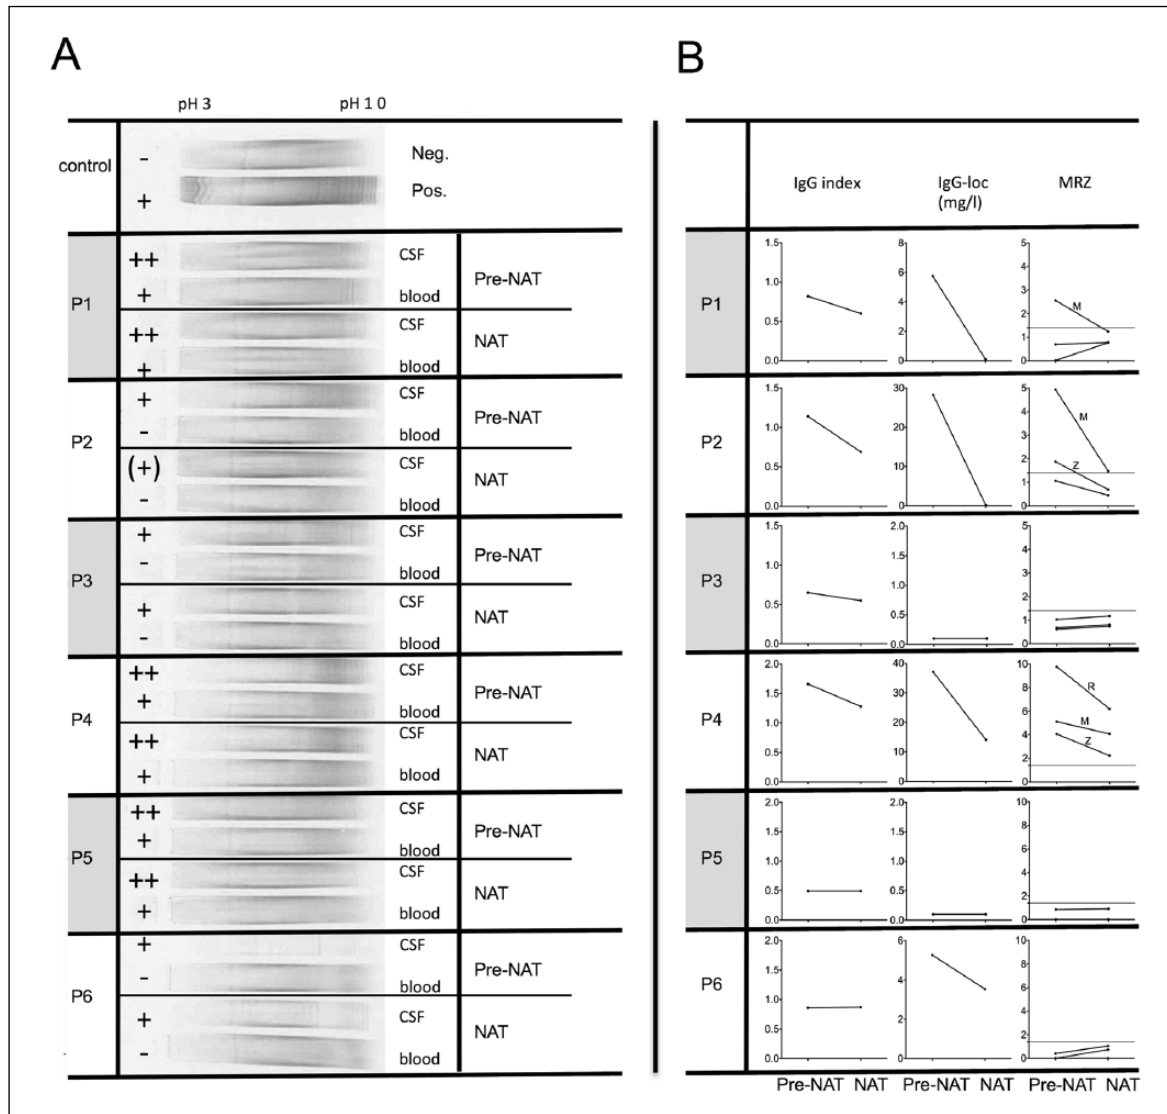 A
pH 3 pH 1 0
control
- Neg.
+ Pos.
P1
++ CSF
+ blood
Pre-NAT
++ CSF
+ blood
NAT
P2
+ CSF
- blood
Pre-NAT
(+) CSF
- blood
NAT
P3
+ CSF
- blood
Pre-NAT
+ CSF
- blood
NAT
P4
++ CSF
+ blood
Pre-NAT
++ CSF
+ blood
NAT
P5
++ CSF
+ blood
Pre-NAT
++ CSF
+ blood
NAT
P6
+ CSF
- blood
Pre-NAT
+ CSF
- blood
NAT
B
IgG index IgG-loc MRZ
(mg/l)
P1
1.5 8 5
4
1.0 6 3
M
4 2
0.5 2 1
0.0 0 0
P2
1.5 30 5
4
1.0 20 3
M
0.5 10 2
Z
1
0.0 0 0
P3
1.5 2.0 5
1.5 4
1.0 3
1.0 2
0.5 0.5 1
0.0 0.0 0
P4
2.0 40 10
1.5 30 8
R
1.0 20 6
M
4
Z
0.5 10 2
0.0 0 0
P5
2.0 2.0 10
1.5 1.5 8
6
1.0 1.0 4
0.5 0.5 2
0.0 0.0 0
P6
2.0 6 10
1.5 8
4 6
1.0 4
0.5 2 2
0.0 0 0
Pre-NAT NAT Pre-NAT NAT Pre-NAT NAT